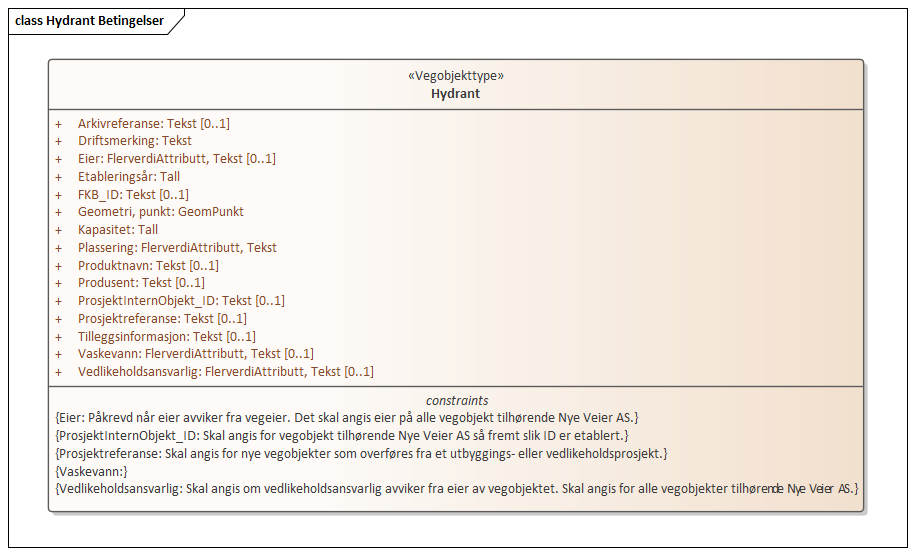 class Hydrant Betingelser
«Vegobjekttype»
Hydrant
+ Arkivreferanse: Tekst [0..1]
+ Driftsmerking: Tekst
+ Eier: FlerverdiAttributt, Tekst [0..1]
+ Etableringsår: Tall
+ FKB_ID: Tekst [0..1]
+ Geometri, punkt: GeomPunkt
+ Kapasitet: Tall
+ Plassering: FlerverdiAttributt, Tekst
+ Produktnavn: Tekst [0..1]
+ Produsent: Tekst [0..1]
+ ProsjektInternObjekt_ID: Tekst [0..1]
+ Prosjektreferanse: Tekst [0..1]
+ Tilleggsinformasjon: Tekst [0..1]
+ Vaskevann: FlerverdiAttributt, Tekst [0..1]
+ Vedlikeholdsansvarlig: FlerverdiAttributt, Tekst [0..1]
constraints
{Eier: Påkrevd når eier avviker fra vegeier. Det skal angis eier på alle vegobjekt tilhørende Nye Veier AS.}
{ProsjektInternObjekt_ID: Skal angis for vegobjekt tilhørende Nye Veier AS så fremt slik ID er etablert.}
{Prosjektreferanse: Skal angis for nye vegobjekter som overføres fra et utbyggings- eller vedlikeholdsprosjekt.}
{Vaskevann:}
{Vedlikeholdsansvarlig: Skal angis om vedlikeholdsansvarlig avviker fra eier av vegobjektet. Skal angis for alle vegobjekter tilhørende Nye Veier AS.}